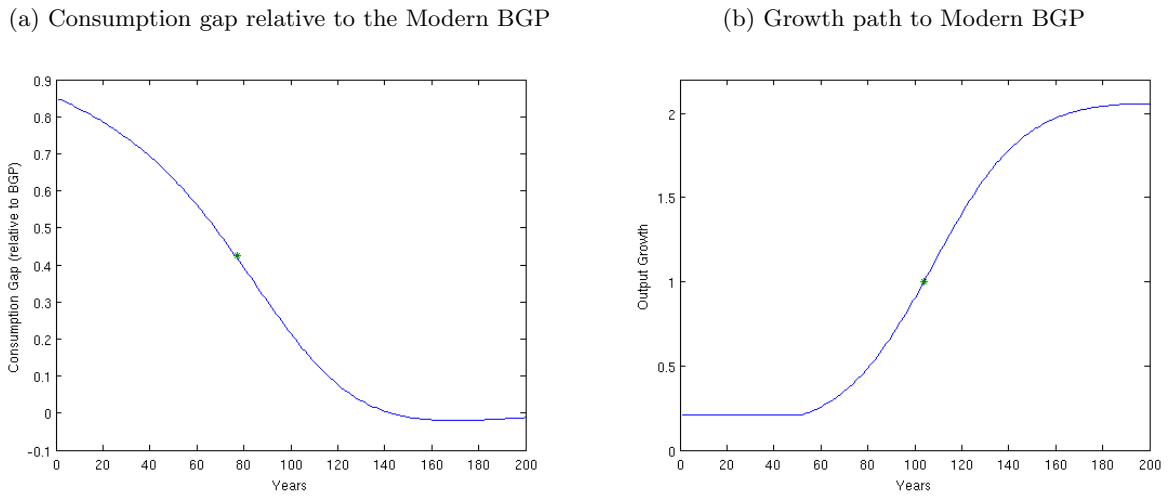 (a) Consumption gap relative to the Modern BGP
0.9
0.8
0.7
0.6
0.5
0.4
0.3
0.2
0.1
0
-0.1
Consumption Gap (relative to BGP)
0 20 40 60 80 100 120 140 160 180 200
Years
(b) Growth path to Modern BGP
2
1.5
1
0.5
0
Output Growth
0 20 40 60 80 100 120 140 160 180 200
Years